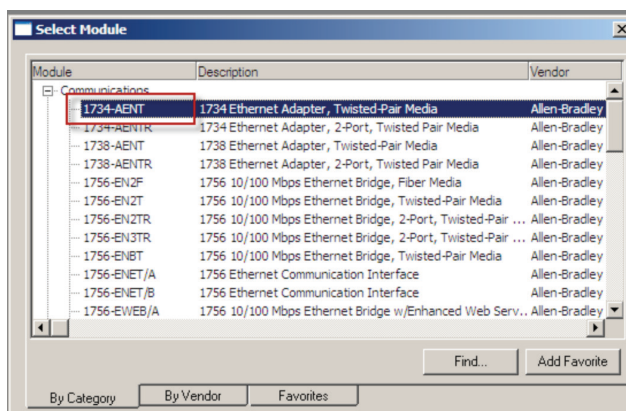 Select Module
Module Description Vendor
Communications
1734-AENT 1734 Ethernet Adapter, Twisted-Pair Media Allen-Bradley
1734-AENTR 1734 Ethernet Adapter, 2-Port, Twisted Pair Media Allen-Bradley
1738-AENT 1738 Ethernet Adapter, Twisted-Pair Media Allen-Bradley
1738-AENTR 1738 Ethernet Adapter, 2-Port, Twisted Pair Media Allen-Bradley
1756-EN2F 1756 10/100 Mbps Ethernet Bridge, Fiber Media Allen-Bradley
1756-EN2T 1756 10/100 Mbps Ethernet Bridge, Twisted-Pair Media Allen-Bradley
1756-EN2TR 1756 10/100 Mbps Ethernet Bridge, 2-Port, Twisted-Pair ... Allen-Bradley
1756-EN3TR 1756 10/100 Mbps Ethernet Bridge, 2-Port, Twisted-Pair ... Allen-Bradley
1756-ENBT 1756 10/100 Mbps Ethernet Bridge, Twisted-Pair Media Allen-Bradley
1756-ENET/A 1756 Ethernet Communication Interface Allen-Bradley
1756-ENET/B 1756 Ethernet Communication Interface Allen-Bradley
1756-EWEB/A 1756 10/100 Mbps Ethernet Bridge w/Enhanced Web Serv... Allen-Bradley
Find... Add Favorite
By Category By Vendor Favorites